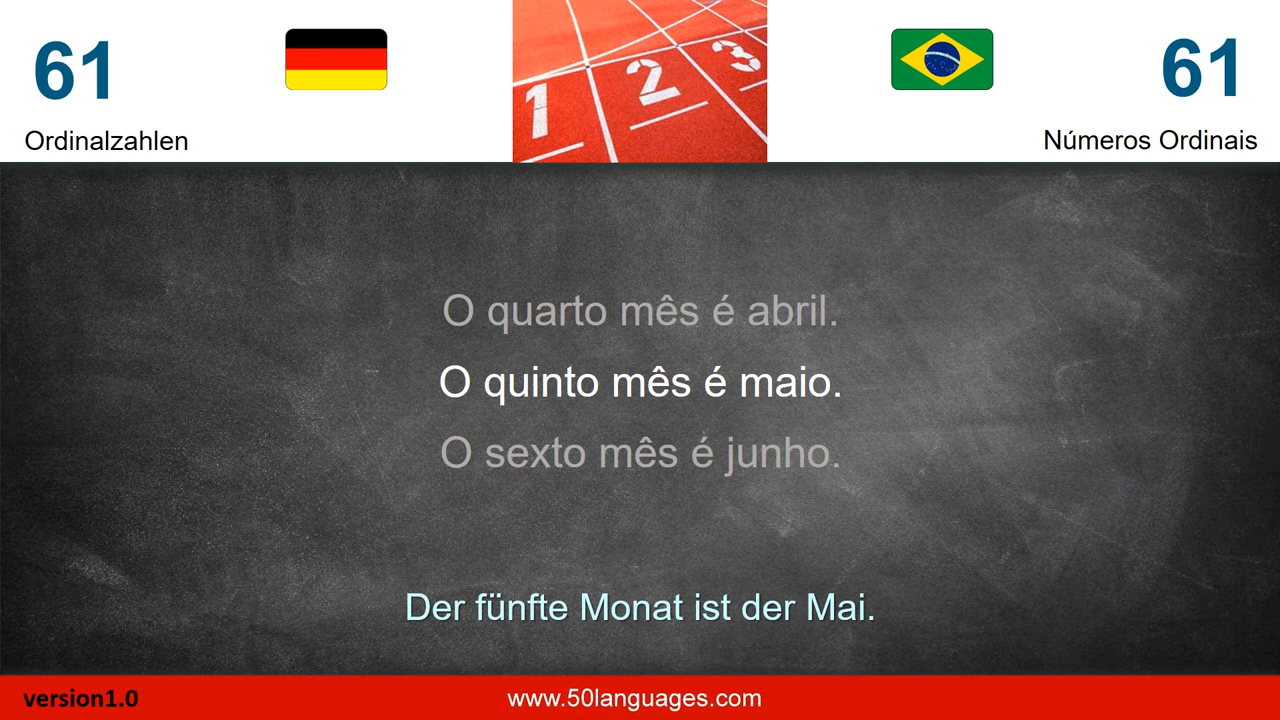 61
61
Ordinalzahlen
Números Ordinais
1 2 3
O quarto mês é abril.
O quinto mês é maio.
O sexto mês é junho.
Der fünfte Monat ist der Mai.
version1.0
www.50languages.com